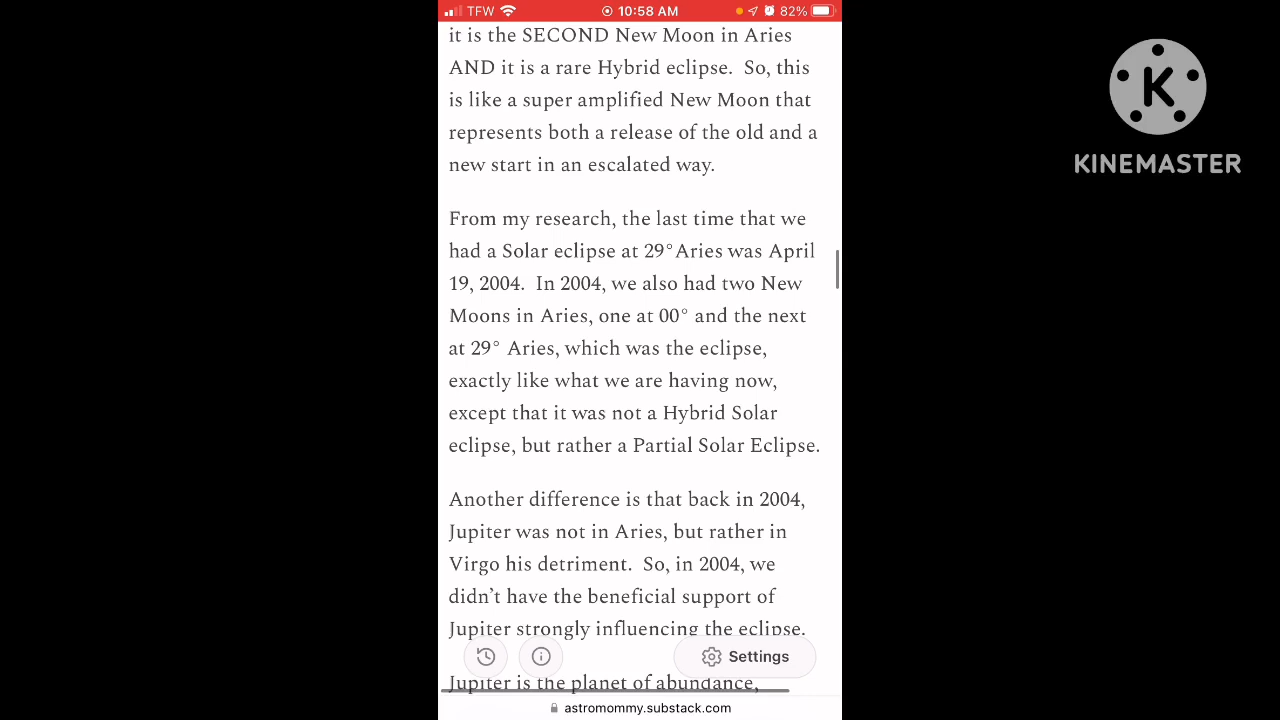 TFW 10:58 AM 82%
it is the SECOND New Moon in Aries
AND it is a rare Hybrid eclipse.  So, this
is like a super amplified New Moon that
represents both a release of the old and a
new start in an escalated way.
From my research, the last time that we
had a Solar eclipse at 29°Aries was April
19, 2004.  In 2004, we also had two New
Moons in Aries, one at 00° and the next
at 29° Aries, which was the eclipse,
exactly like what we are having now,
except that it was not a Hybrid Solar
eclipse, but rather a Partial Solar Eclipse.
Another difference is that back in 2004,
Jupiter was not in Aries, but rather in
Virgo his detriment.  So, in 2004, we
didn’t have the beneficial support of
Jupiter strongly influencing the eclipse.
Settings
Jupiter is the planet of abundance,
astromommy.substack.com
K
KINEMASTER